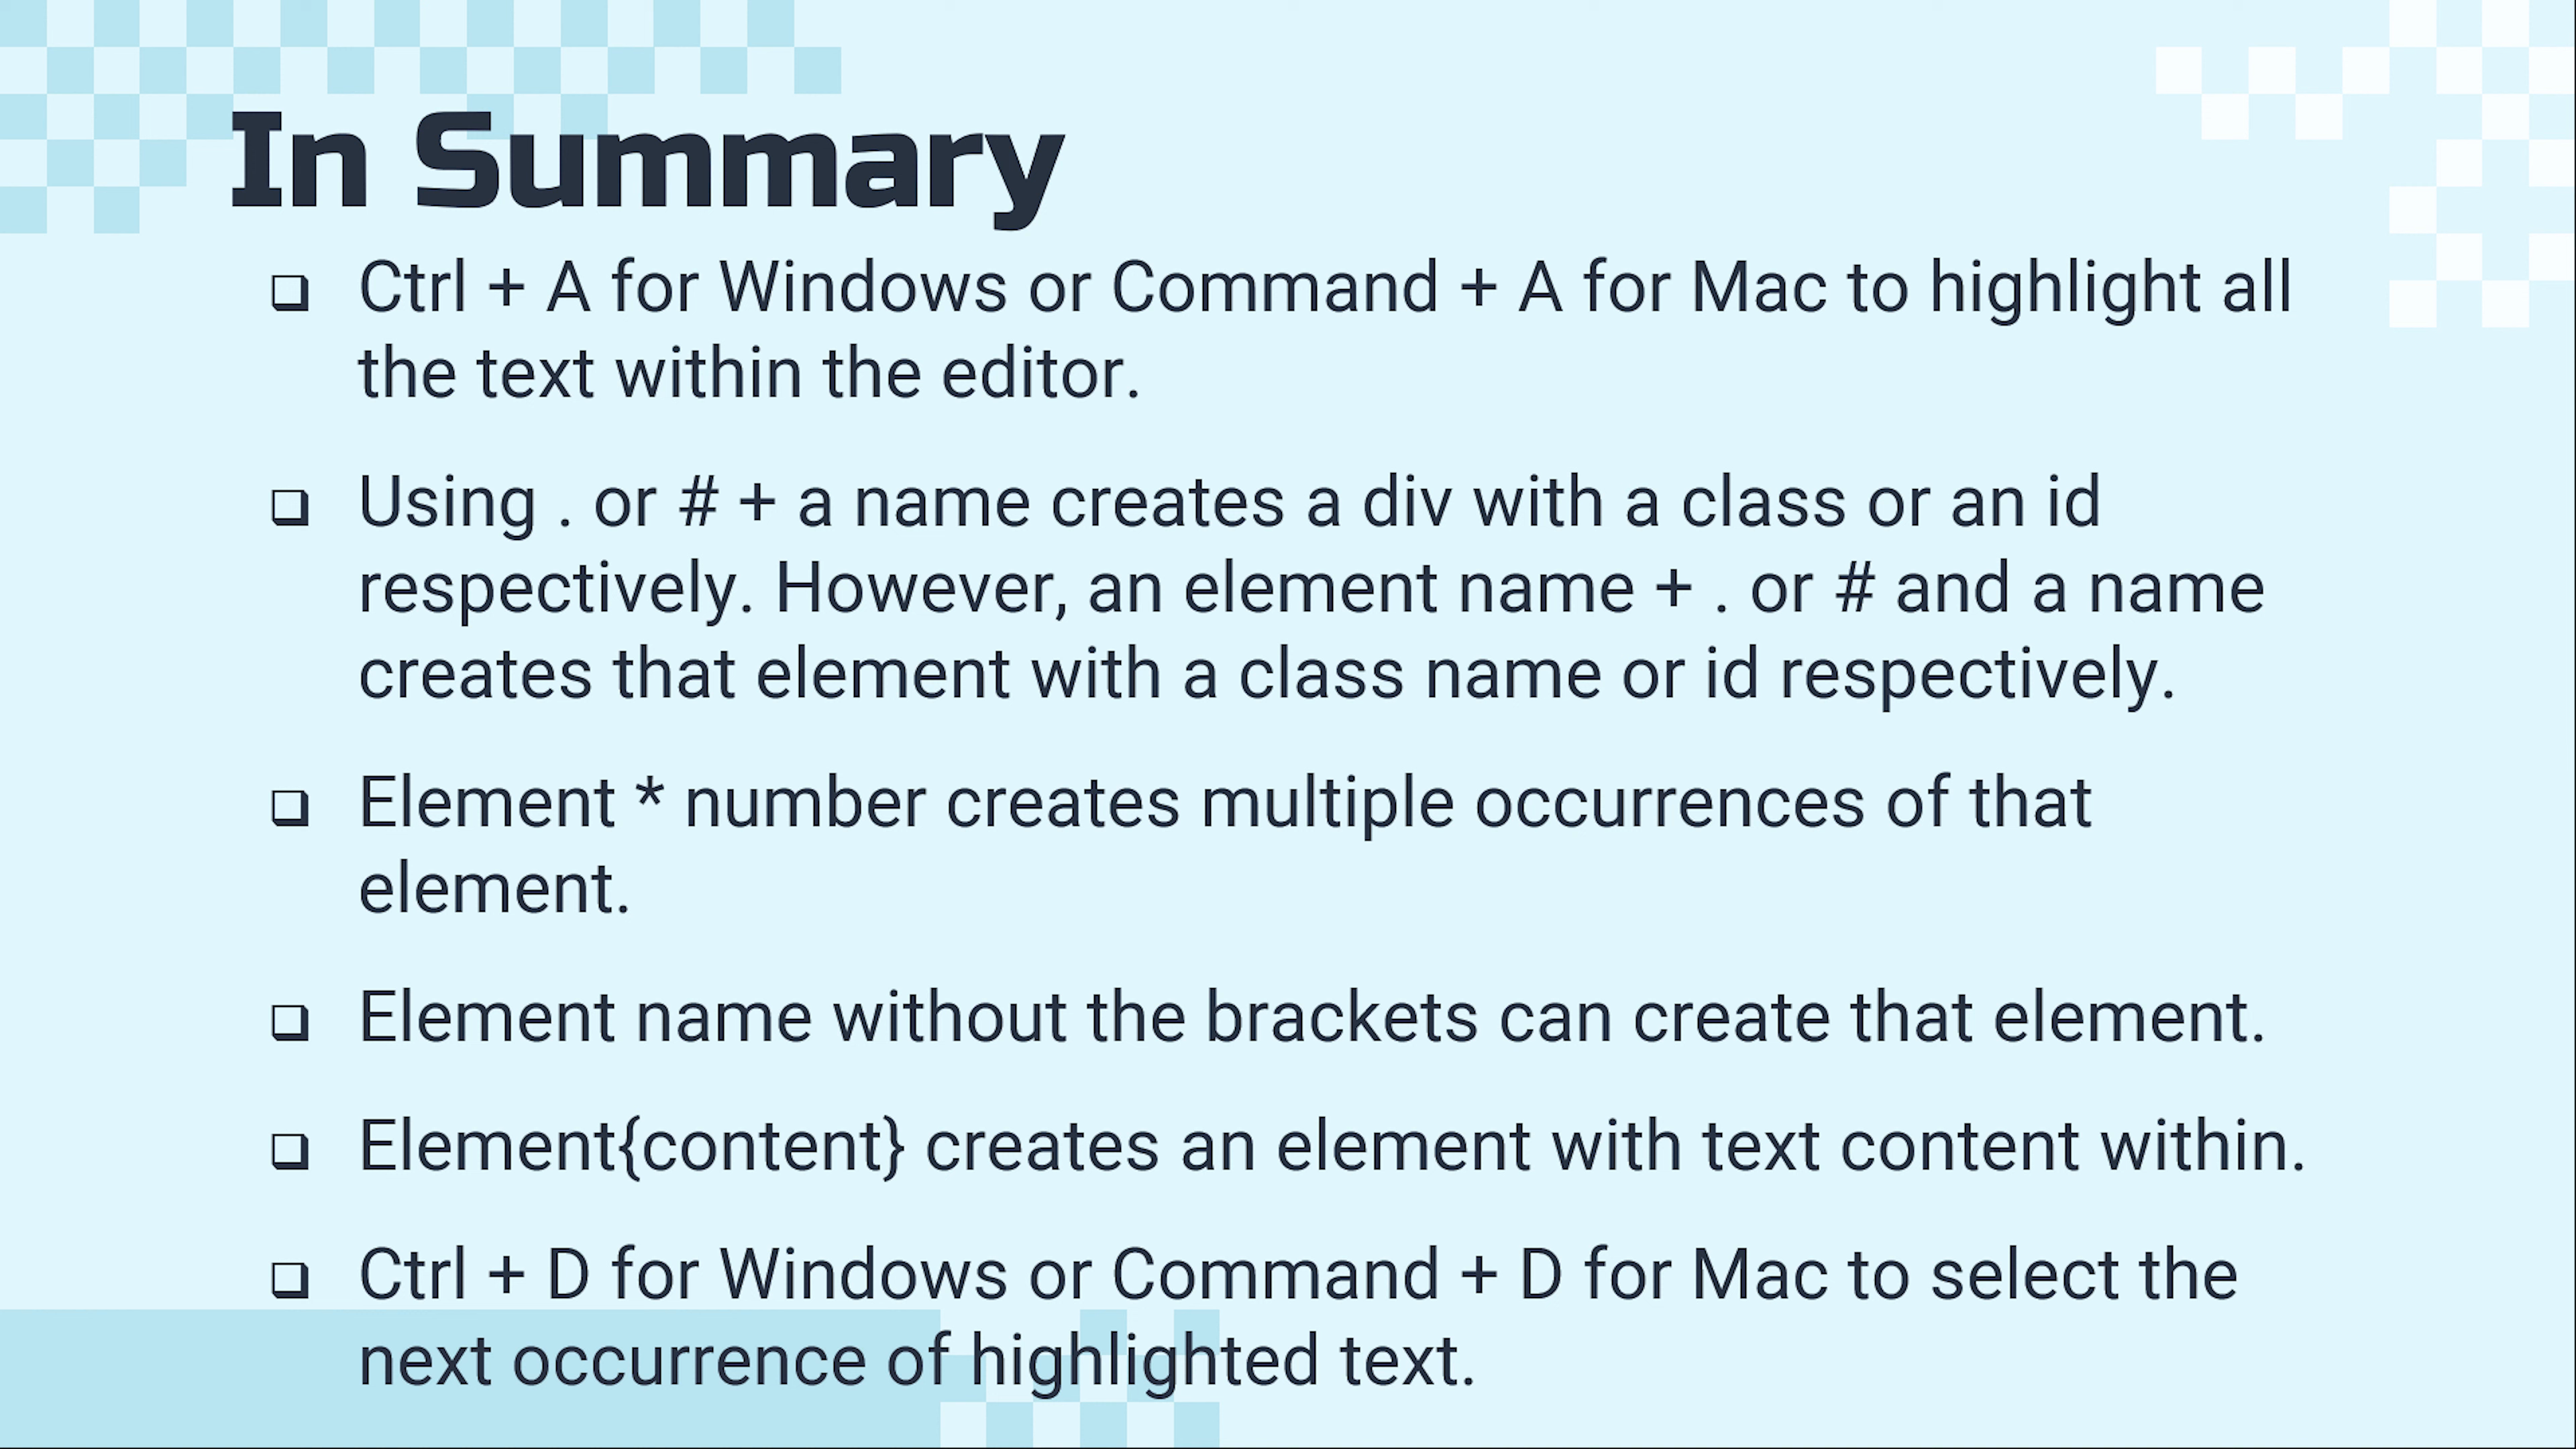 In Summary
❏ Ctrl + A for Windows or Command + A for Mac to highlight all
the text within the editor.
❏ Using . or # + a name creates a div with a class or an id
respectively. However, an element name + . or # and a name
creates that element with a class name or id respectively.
❏ Element * number creates multiple occurrences of that
element.
❏ Element name without the brackets can create that element.
❏ Element{content} creates an element with text content within.
❏ Ctrl + D for Windows or Command + D for Mac to select the
next occurrence of highlighted text.